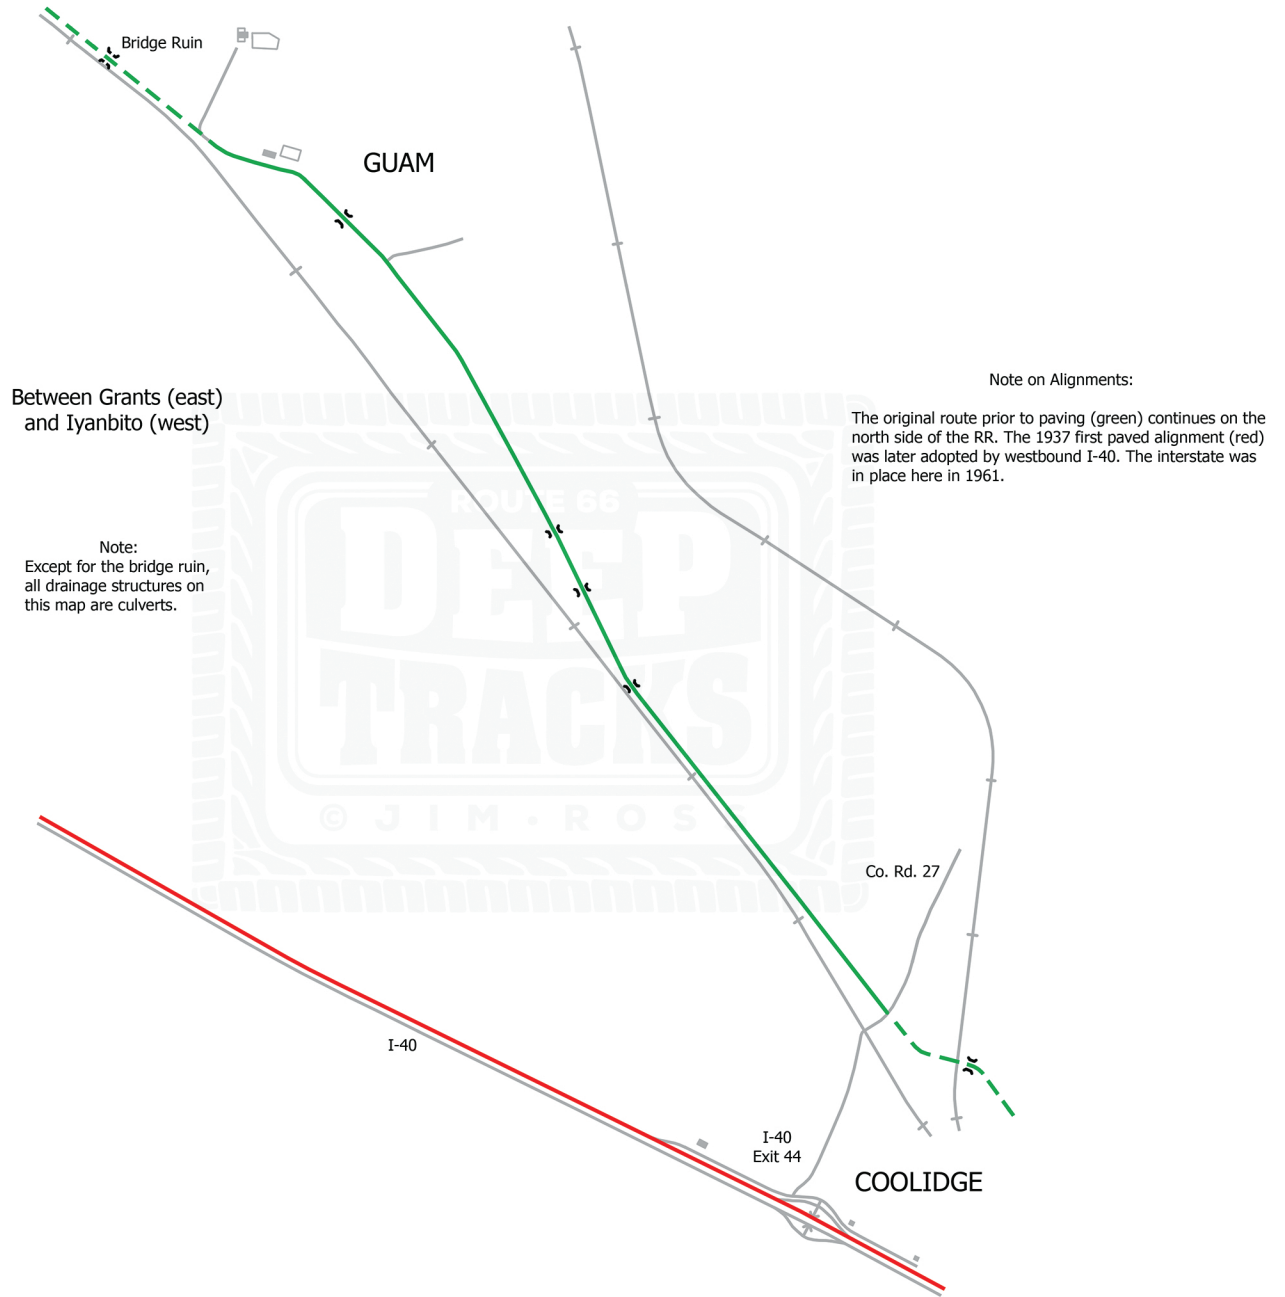 Bridge Ruin
GUAM
Between Grants (east)
and Iyanbito (west)
Note on Alignments:
The original route prior to paving (green) continues on the
north side of the RR. The 1937 first paved alignment (red)
was later adopted by westbound I-40. The interstate was
in place here in 1961.
ROUTE 66
DEEP
TRACKS
© JIM • ROSS
Note:
Except for the bridge ruin,
all drainage structures on
this map are culverts.
Co. Rd. 27
I-40
I-40
Exit 44
COOLIDGE